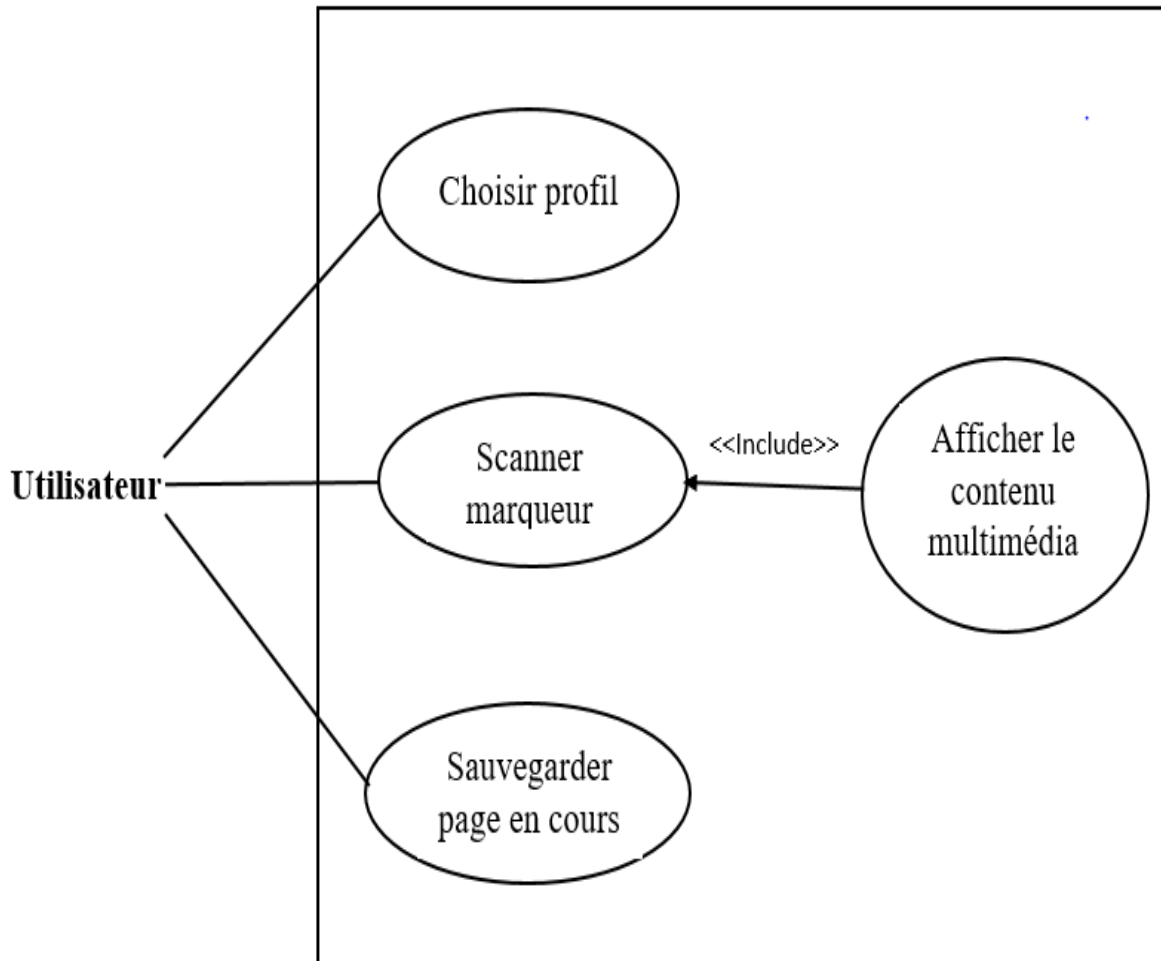 Choisir profil
Utilisateur
Scanner
marqueur
<<Include>>
Afficher le
contenu
multimédia
Sauvegarder
page en cours